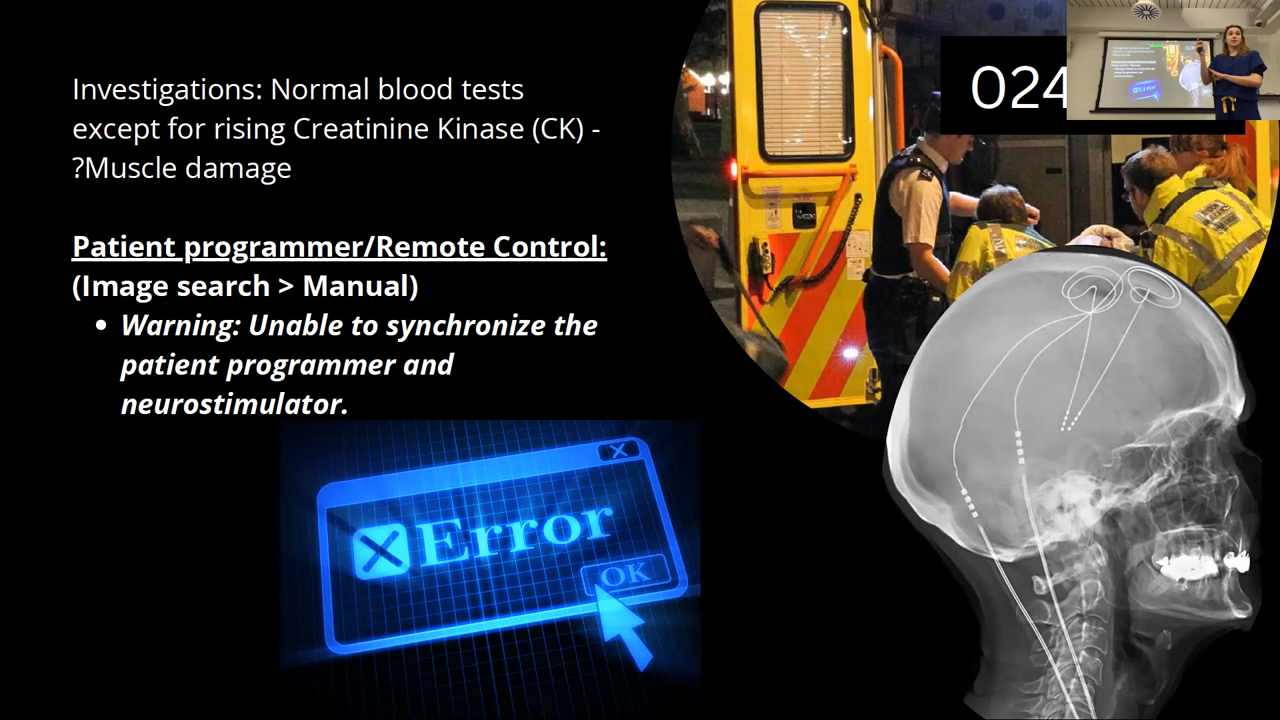 Investigations: Normal blood tests
except for rising Creatinine Kinase (CK) -
?Muscle damage
Patient programmer/Remote Control:
(Image search > Manual)
• Warning: Unable to synchronize the
patient programmer and
neurostimulator.
024
Error
OK